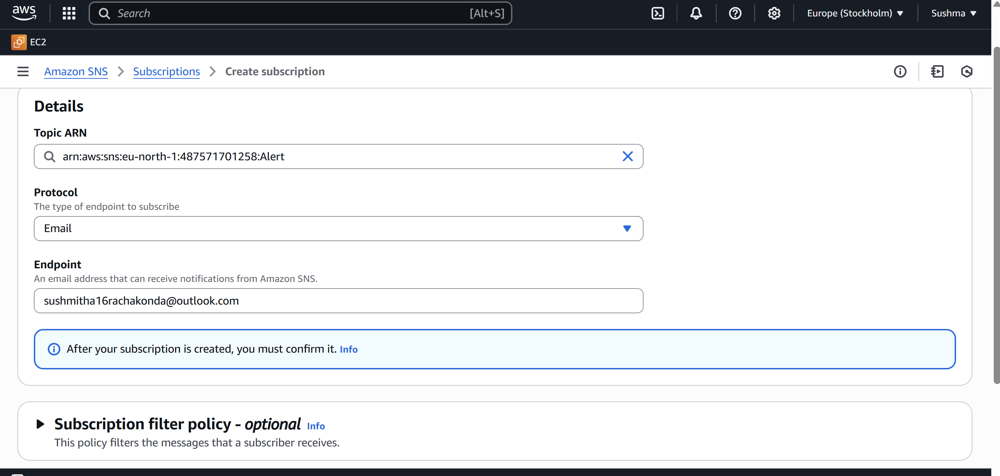 aws
Search
[Alt+S]
Europe (Stockholm)
Sushma
EC2
Amazon SNS
Subscriptions
Create subscription
Details
Topic ARN
arn:aws:sns:eu-north-1:487571701258:Alert
Protocol
The type of endpoint to subscribe
Email
Endpoint
An email address that can receive notifications from Amazon SNS.
sushmitha16rachakonda@outlook.com
After your subscription is created, you must confirm it. Info
Subscription filter policy - optional Info
This policy filters the messages that a subscriber receives.